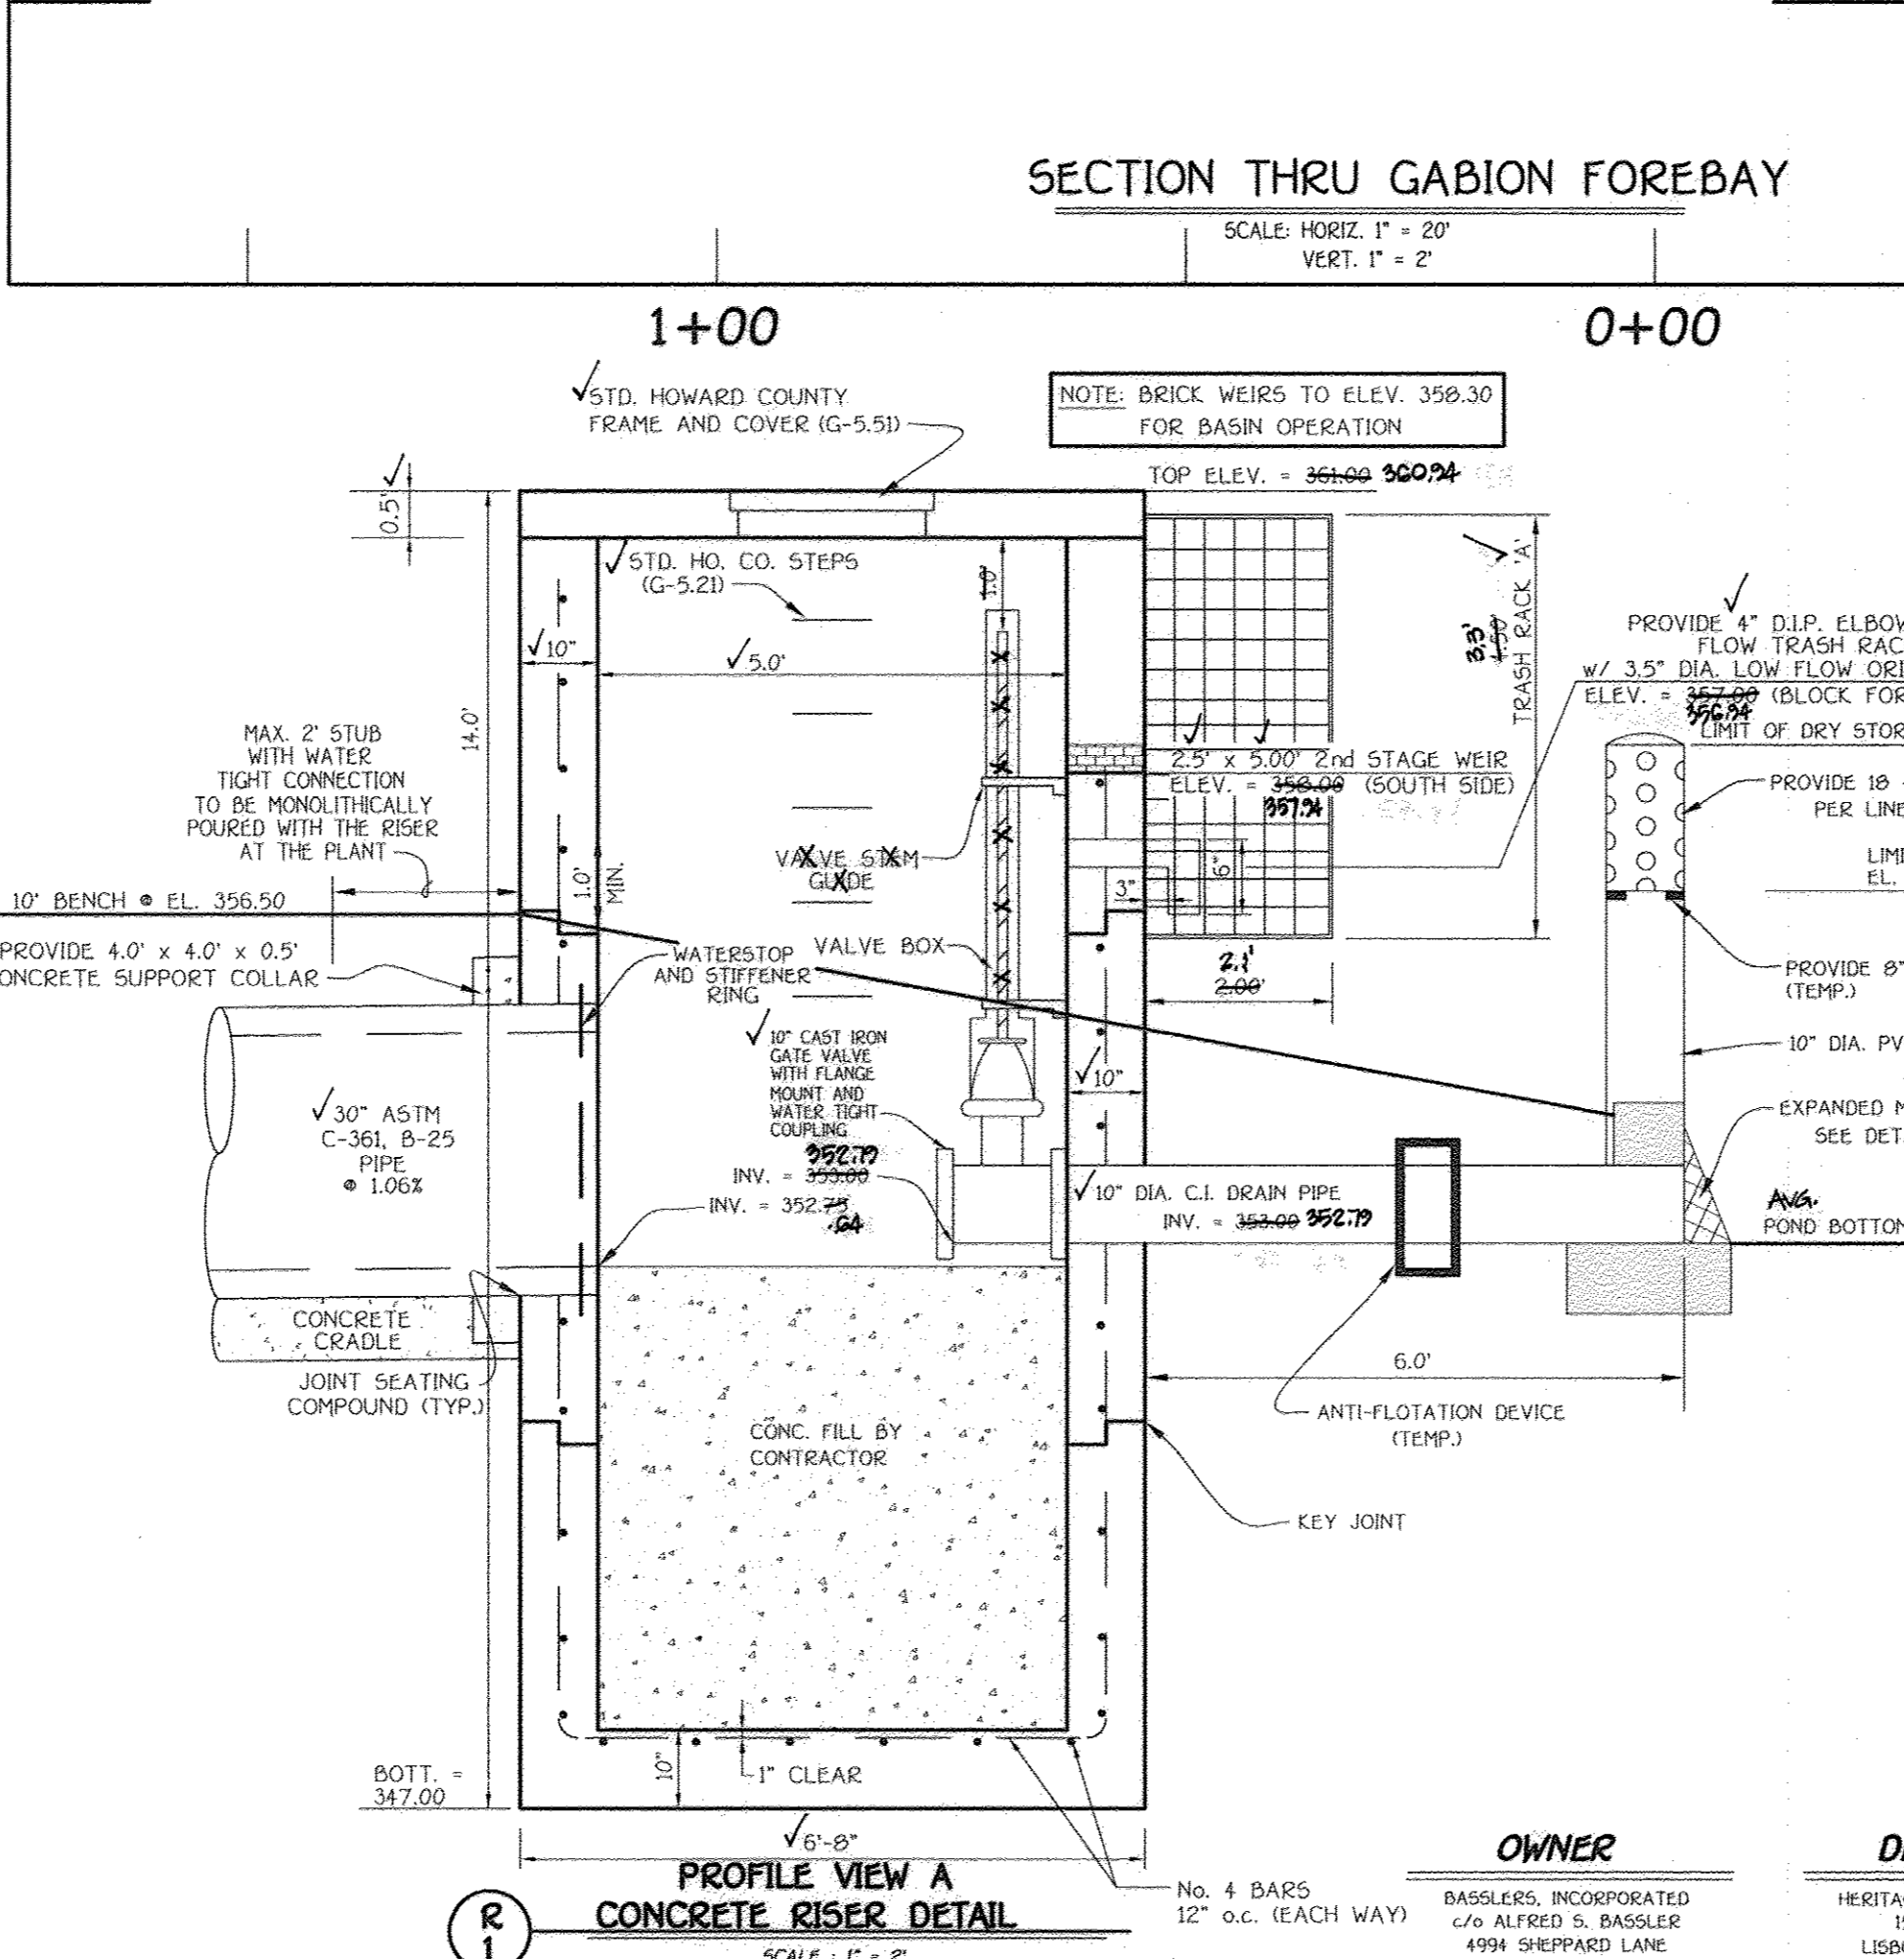 SECTION THRU GABION FOREBAY
SCALE: HORIZ. 1" = 20'
VERT. 1" = 2'
1+00
0+00
✓STD. HOWARD COUNTY
FRAME AND COVER (G-5.51)
NOTE: BRICK WEIRS TO ELEV. 358.30
FOR BASIN OPERATION
TOP ELEV. = 361.00 360.94
0.5' ✓
✓STD. HO. CO. STEPS
(G-5.21)
1.0'
✓10"
✓5.0'
14.0'
✓
TRASH RACK 'A'
4.50'
3.3'
✓
PROVIDE 4" D.I.P. ELBOW
FLOW TRASH RAC
w/ 3.5" DIA. LOW FLOW ORI
ELEV. = 357.00 (BLOCK FOR
356.94
LIMIT OF DRY STOR
MAX. 2' STUB
WITH WATER
TIGHT CONNECTION
TO BE MONOLITHICALLY
POURED WITH THE RISER
AT THE PLANT
✓ ✓
2.5' x 5.00' 2nd STAGE WEIR
ELEV. = 358.00 (SOUTH SIDE)
357.94
PROVIDE 18
PER LINE
VALVE STEM
GUIDE
1.0'
MIN.
3"
6"
LIMI
EL.
10' BENCH @ EL. 356.50
PROVIDE 4.0' x 4.0' x 0.5'
ONCRETE SUPPORT COLLAR
WATERSTOP
AND STIFFENER
RING
VALVE BOX
2.1'
2.00'
PROVIDE 8"
(TEMP.)
✓10" CAST IRON
GATE VALVE
WITH FLANGE
MOUNT AND
WATER TIGHT
COUPLING
✓10"
10" DIA. PV
✓30" ASTM
C-361, B-25
PIPE
@ 1.06%
EXPANDED M
SEE DET
352.79
INV. = 353.00
INV. = 352.75
.64
✓10" DIA. C.I. DRAIN PIPE
INV. = 353.00 352.79
AVG.
POND BOTTOM
CONCRETE
CRADLE
JOINT SEATING
COMPOUND (TYP.)
6.0'
ANTI-FLOTATION DEVICE
(TEMP.)
CONC. FILL BY
CONTRACTOR
KEY JOINT
BOTT. =
347.00
10"
1" CLEAR
✓6'-8"
No. 4 BARS
12" o.c. (EACH WAY)
R
1
PROFILE VIEW A
CONCRETE RISER DETAIL
SCALE : 1" = 2'
OWNER
BASSLERS, INCORPORATED
c/o ALFRED S. BASSLER
4994 SHEPPARD LANE
D
HERITA
LISB